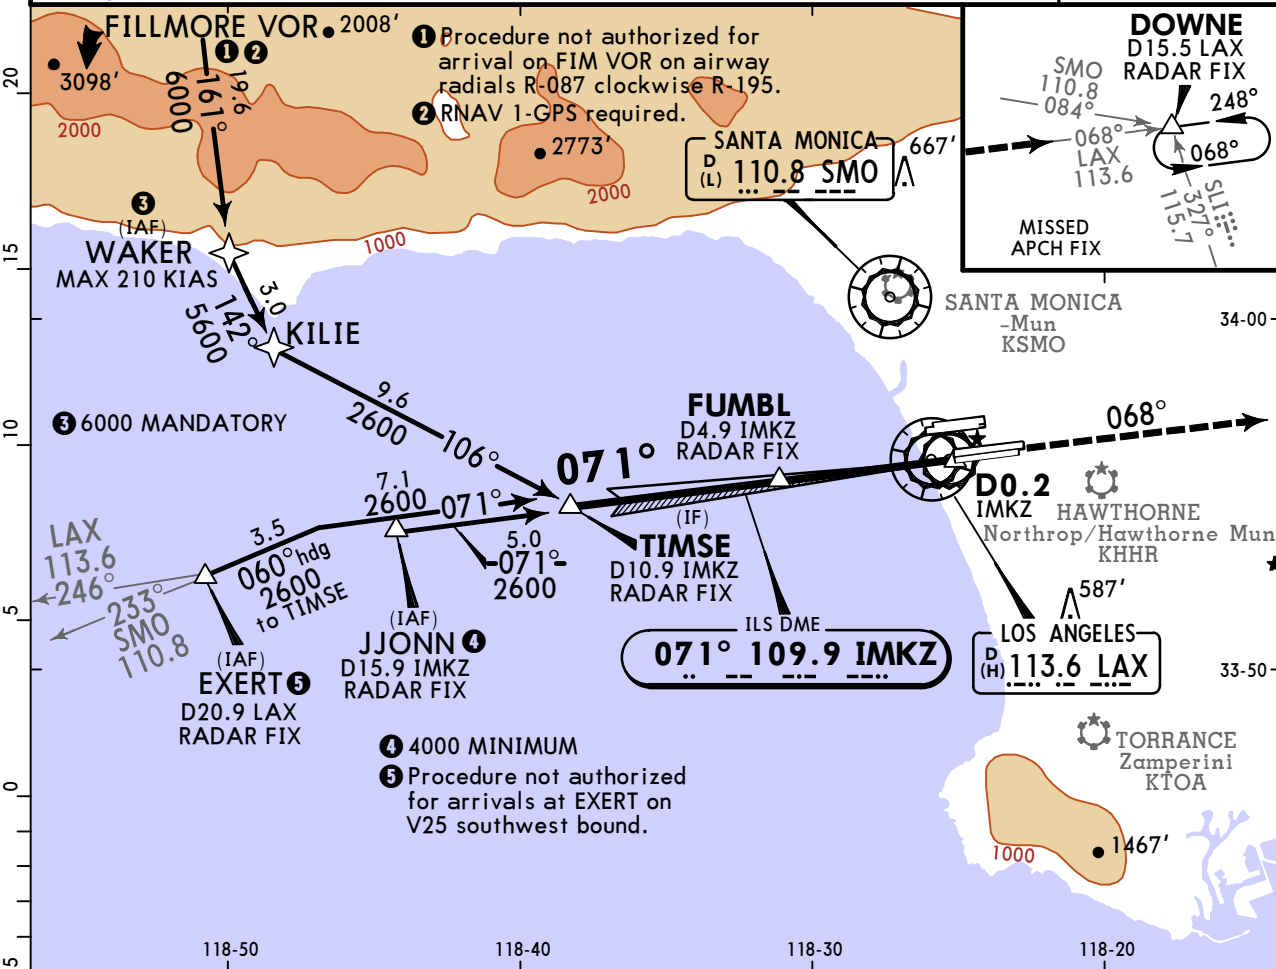 FILLMORE VOR
1 2
2008'
3098'
2000
161°
19.6
6000
1 Procedure not authorized for
arrival on FIM VOR on airway
radials R-087 clockwise R-195.
2 RNAV 1-GPS required.
2773'
2000
1000
SANTA MONICA
D
(L)
110.8 SMO
667'
DOWNE
D15.5 LAX
RADAR FIX
SMO
110.8
084°
068°
LAX
113.6
248°
068°
SLI
327°
115.7
MISSED
APCH FIX
3
(IAF)
WAKER
MAX 210 KIAS
3.0
142°
5600
KILIE
SANTA MONICA
-Mun
KSMO
34-00
3 6000 MANDATORY
9.6
2600
106°
FUMBL
D4.9 IMKZ
RADAR FIX
071°
068°
7.1
2600
071°
D0.2
IMKZ
HAWTHORNE
Northrop/Hawthorne Mun
KHHR
LAX
113.6
246°
233°
SMO
110.8
3.5
060° hdg
2600
to TIMSE
5.0
-071°-
2600
(IF)
TIMSE
D10.9 IMKZ
RADAR FIX
587'
(IAF)
JJONN 4
D15.9 IMKZ
RADAR FIX
ILS DME
071° 109.9 IMKZ
LOS ANGELES
D
(H)
113.6 LAX
33-50
(IAF)
EXERT 5
D20.9 LAX
RADAR FIX
4 4000 MINIMUM
5 Procedure not authorized
for arrivals at EXERT on
V25 southwest bound.
TORRANCE
Zamperini
KTOA
1000
1467'
20
15
10
5
0
5
118-50
118-40
118-30
118-20